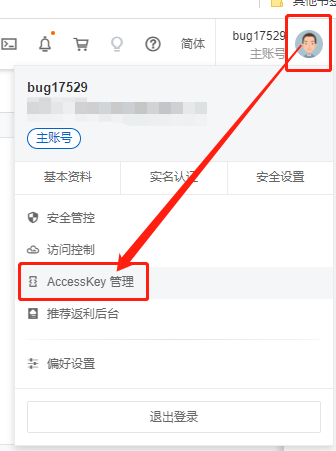 其他书签
简体
bug17529
主账号
bug17529
主账号
基本资料 实名认证 安全设置
安全管控
访问控制
AccessKey 管理
推荐返利后台
偏好设置
退出登录